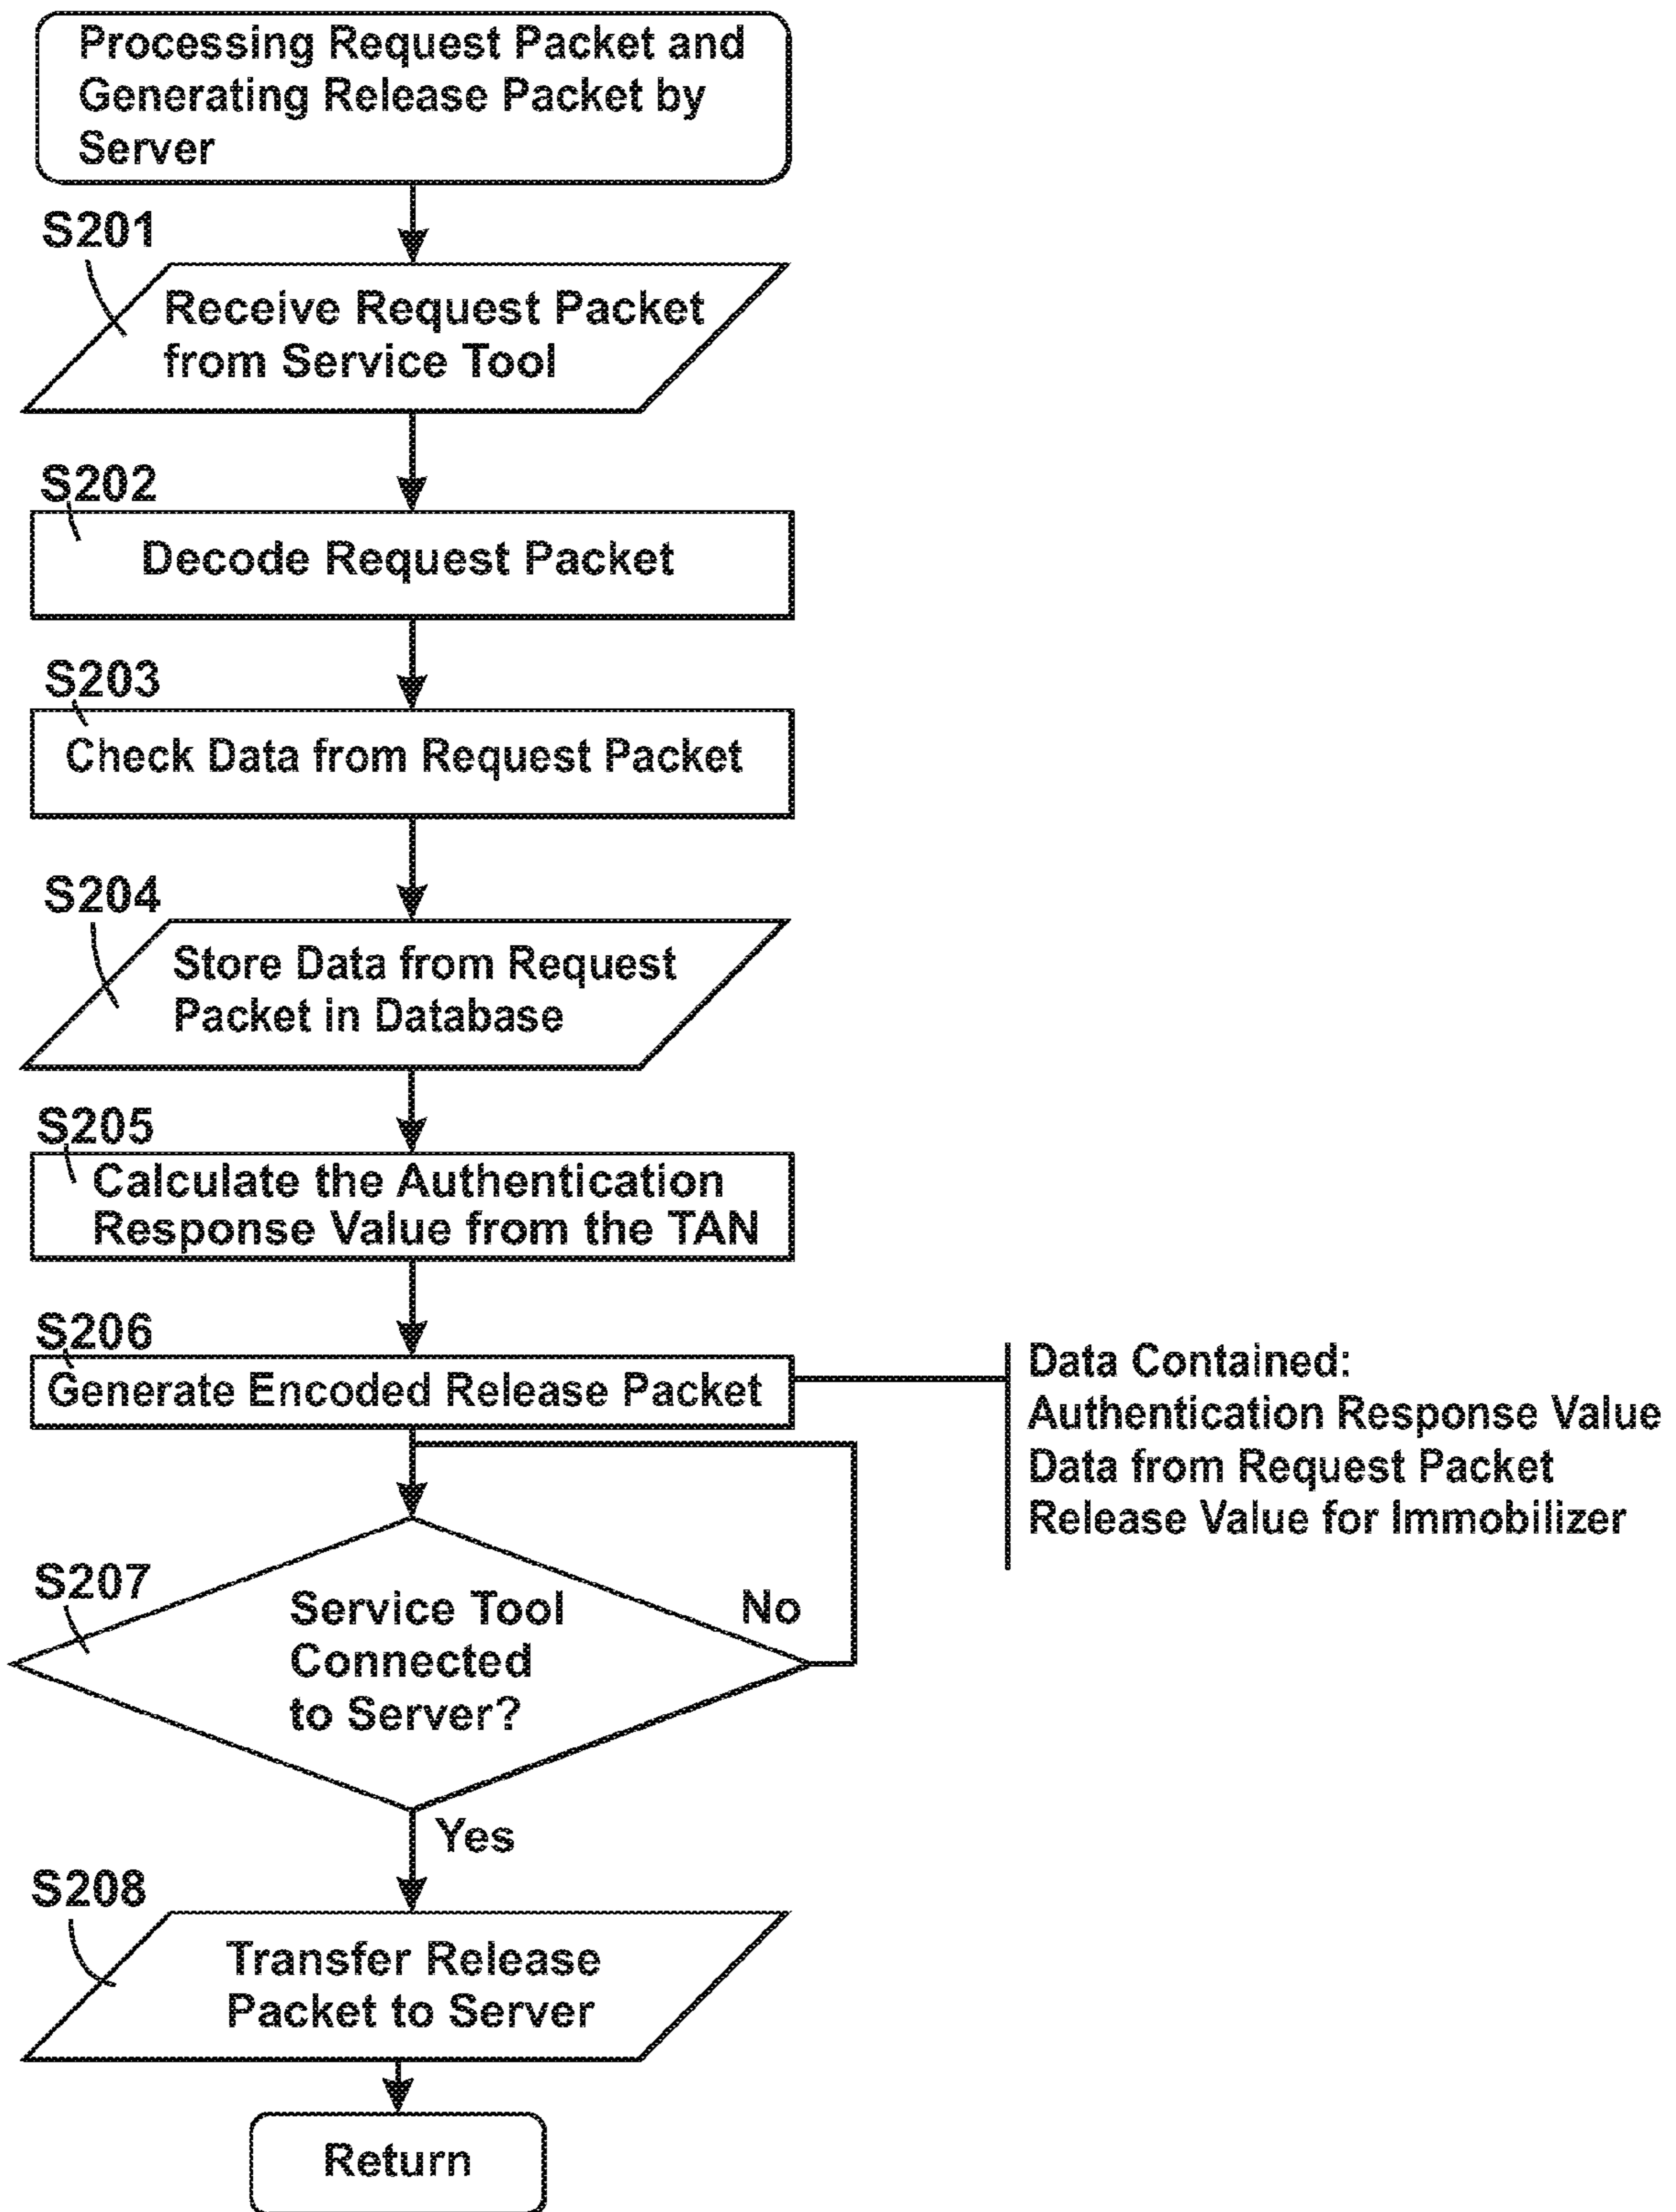 Processing Request Packet and
Generating Release Packet by
Server
S201
Receive Request Packet
from Service Tool
S202
Decode Request Packet
S203
Check Data from Request Packet
S204
Store Data from Request
Packet in Database
S205
Calculate the Authentication
Response Value from the TAN
S206
Generate Encoded Release Packet
Data Contained:
Authentication Response Value
Data from Request Packet
Release Value for Immobilizer
S207
Service Tool
Connected
to Server?
No
Yes
S208
Transfer Release
Packet to Server
Return